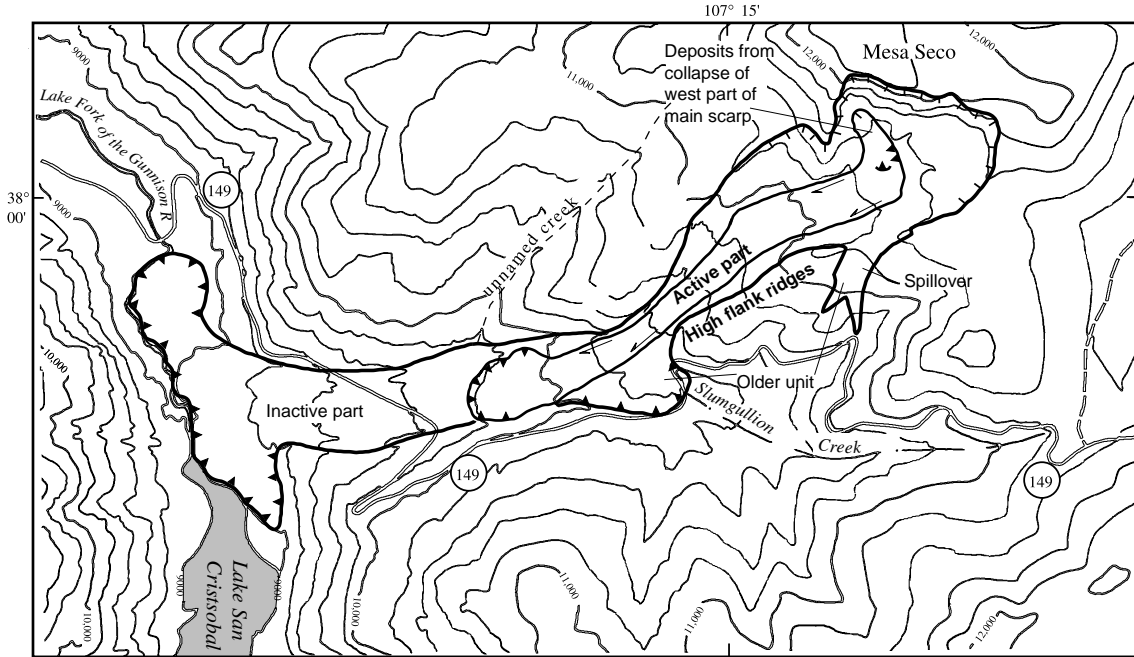 107° 15'
38°
00'
Mesa Seco
12,000
12,000
Deposits from
collapse of
west part of
main scarp
11,000
9000
Lake Fork of the Gunnison R
149
9000
unnamed creek
Active part
High flank ridges
Spillover
Older unit
Slumgullion
Creek
Inactive part
149
149
10,000
9000
9000
Lake San
Cristsobal
10,000
10,000
11,000
11,000
12,000